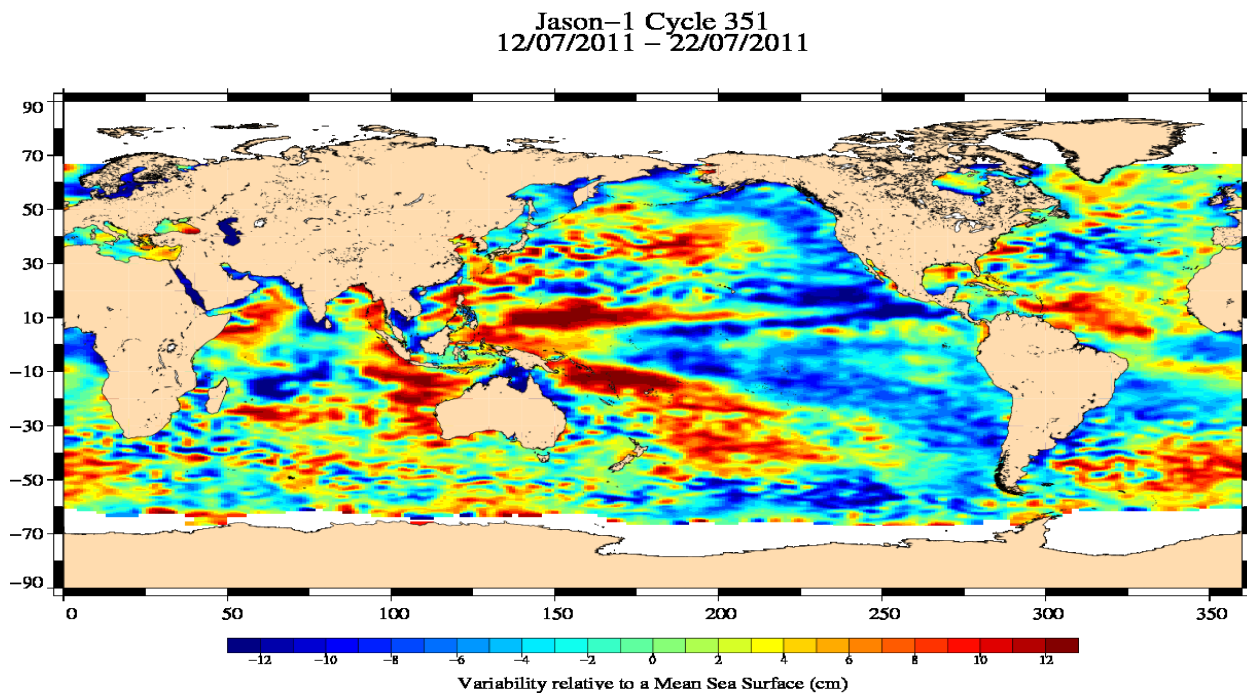 Jason−1 Cycle 351
12/07/2011 − 22/07/2011
90
70
50
30
10
−10
−30
−50
−70
−90
0 50 100 150 200 250 300 350
−12 −10 −8 −6 −4 −2 0 2 4 6 8 10 12
Variability relative to a Mean Sea Surface (cm)